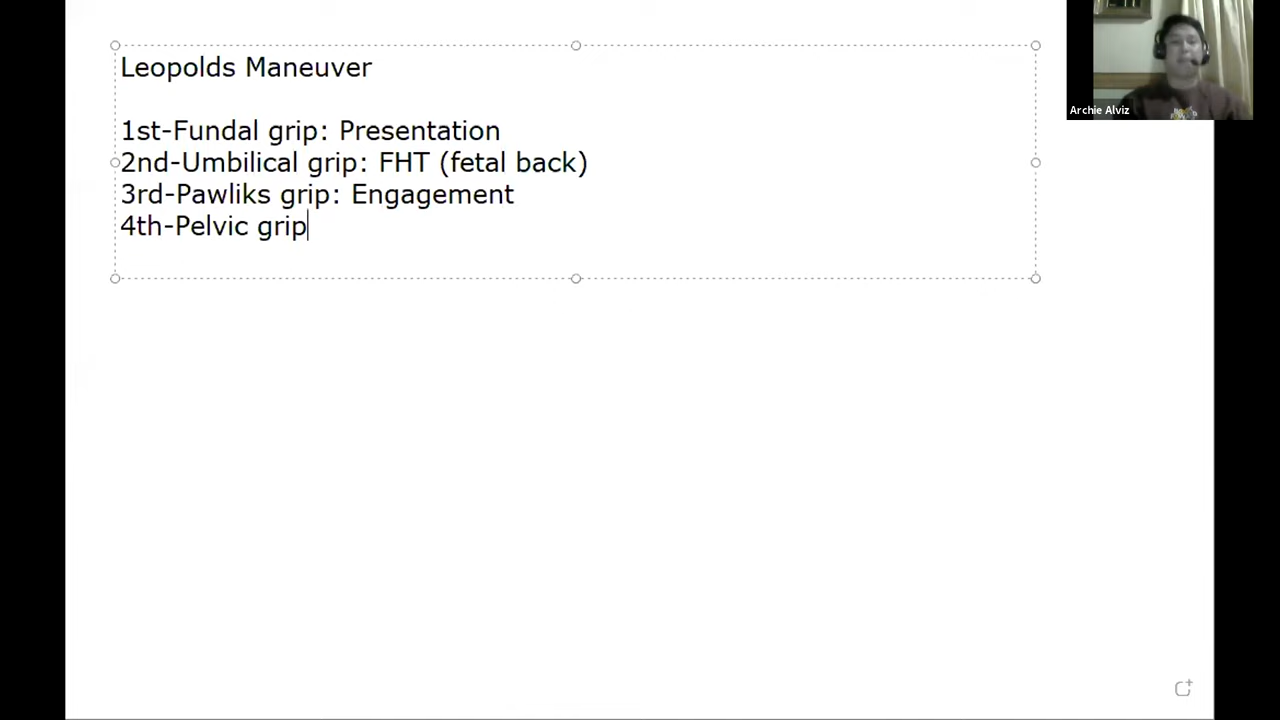 Leopolds Maneuver
1st-Fundal grip: Presentation
2nd-Umbilical grip: FHT (fetal back)
3rd-Pawliks grip: Engagement
4th-Pelvic grip
Archie Alviz